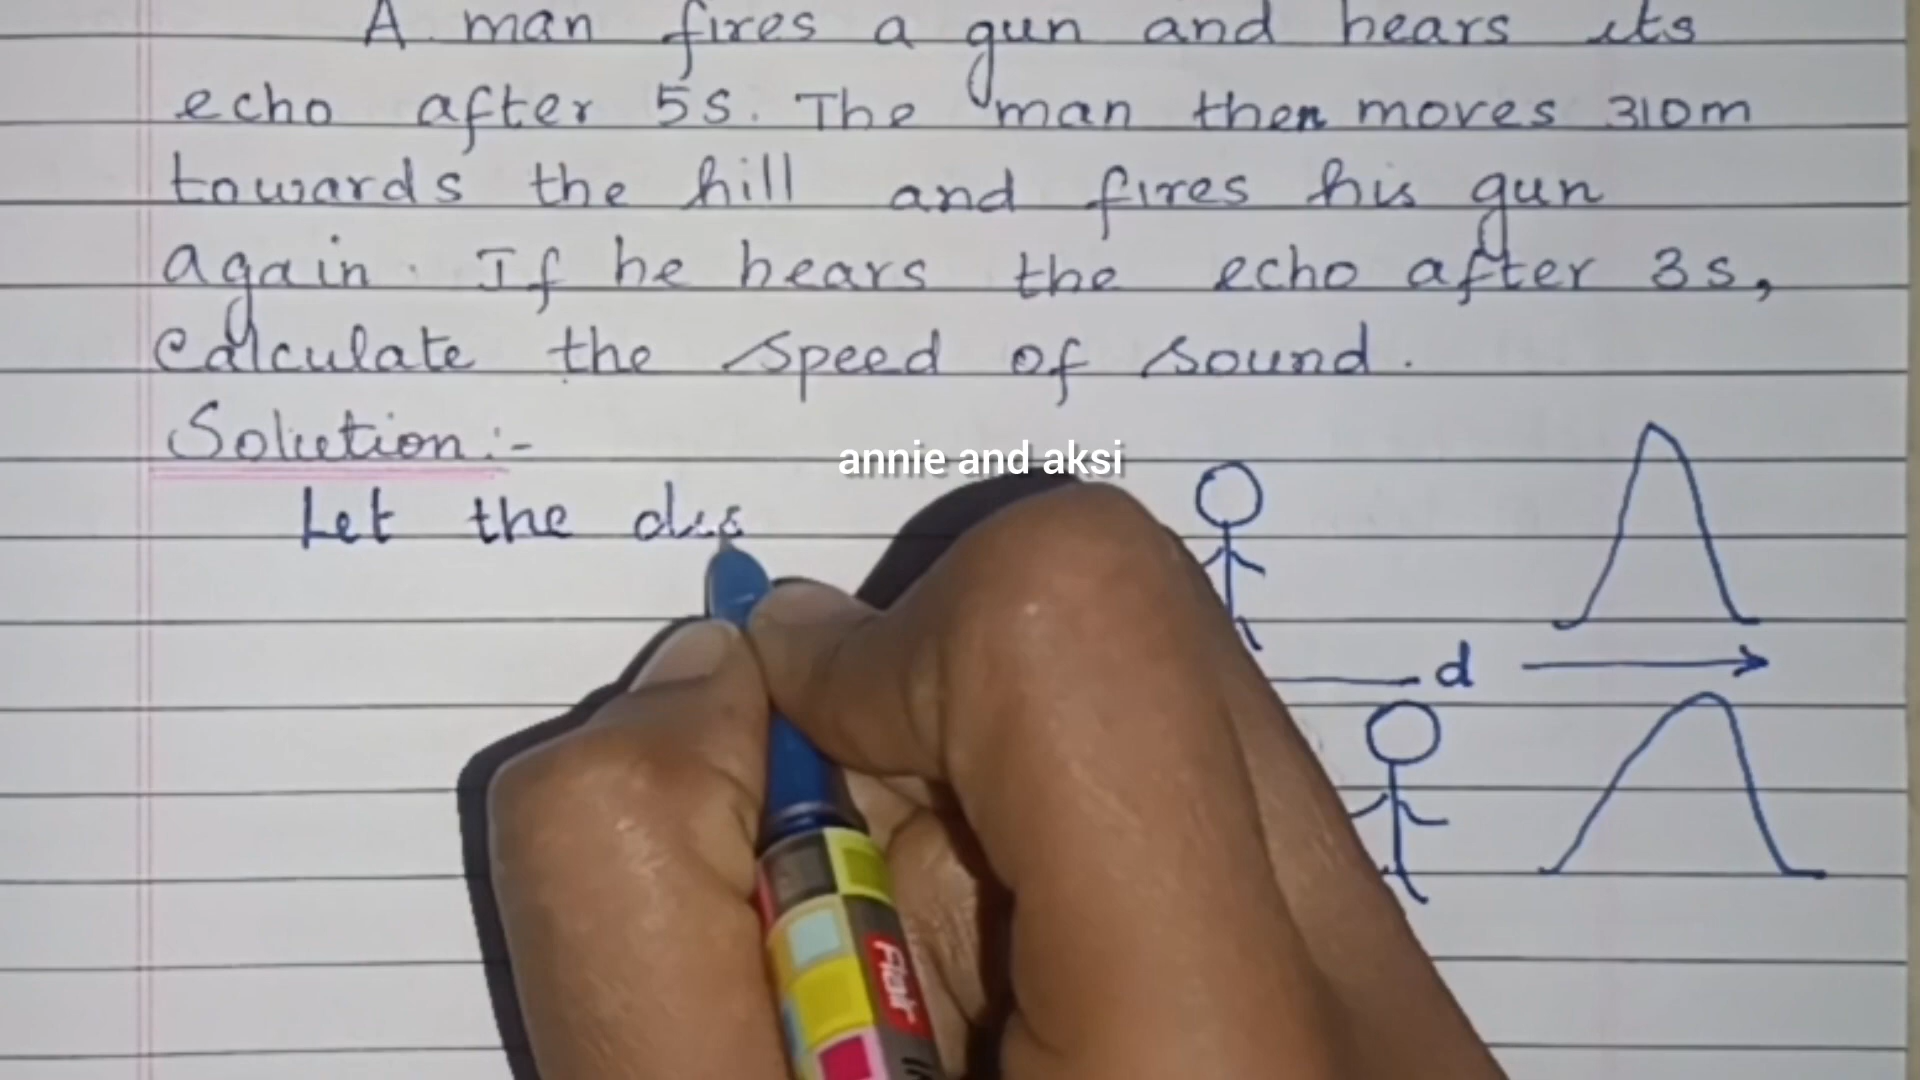 A man fires a gun and hears its
echo after 5s. The man then moves 310m
towards the hill and fires his gun
again. If he hears the echo after 3s,
Calculate the speed of sound.
Solution:-
annie and aksi
Let the dis
d
Flair